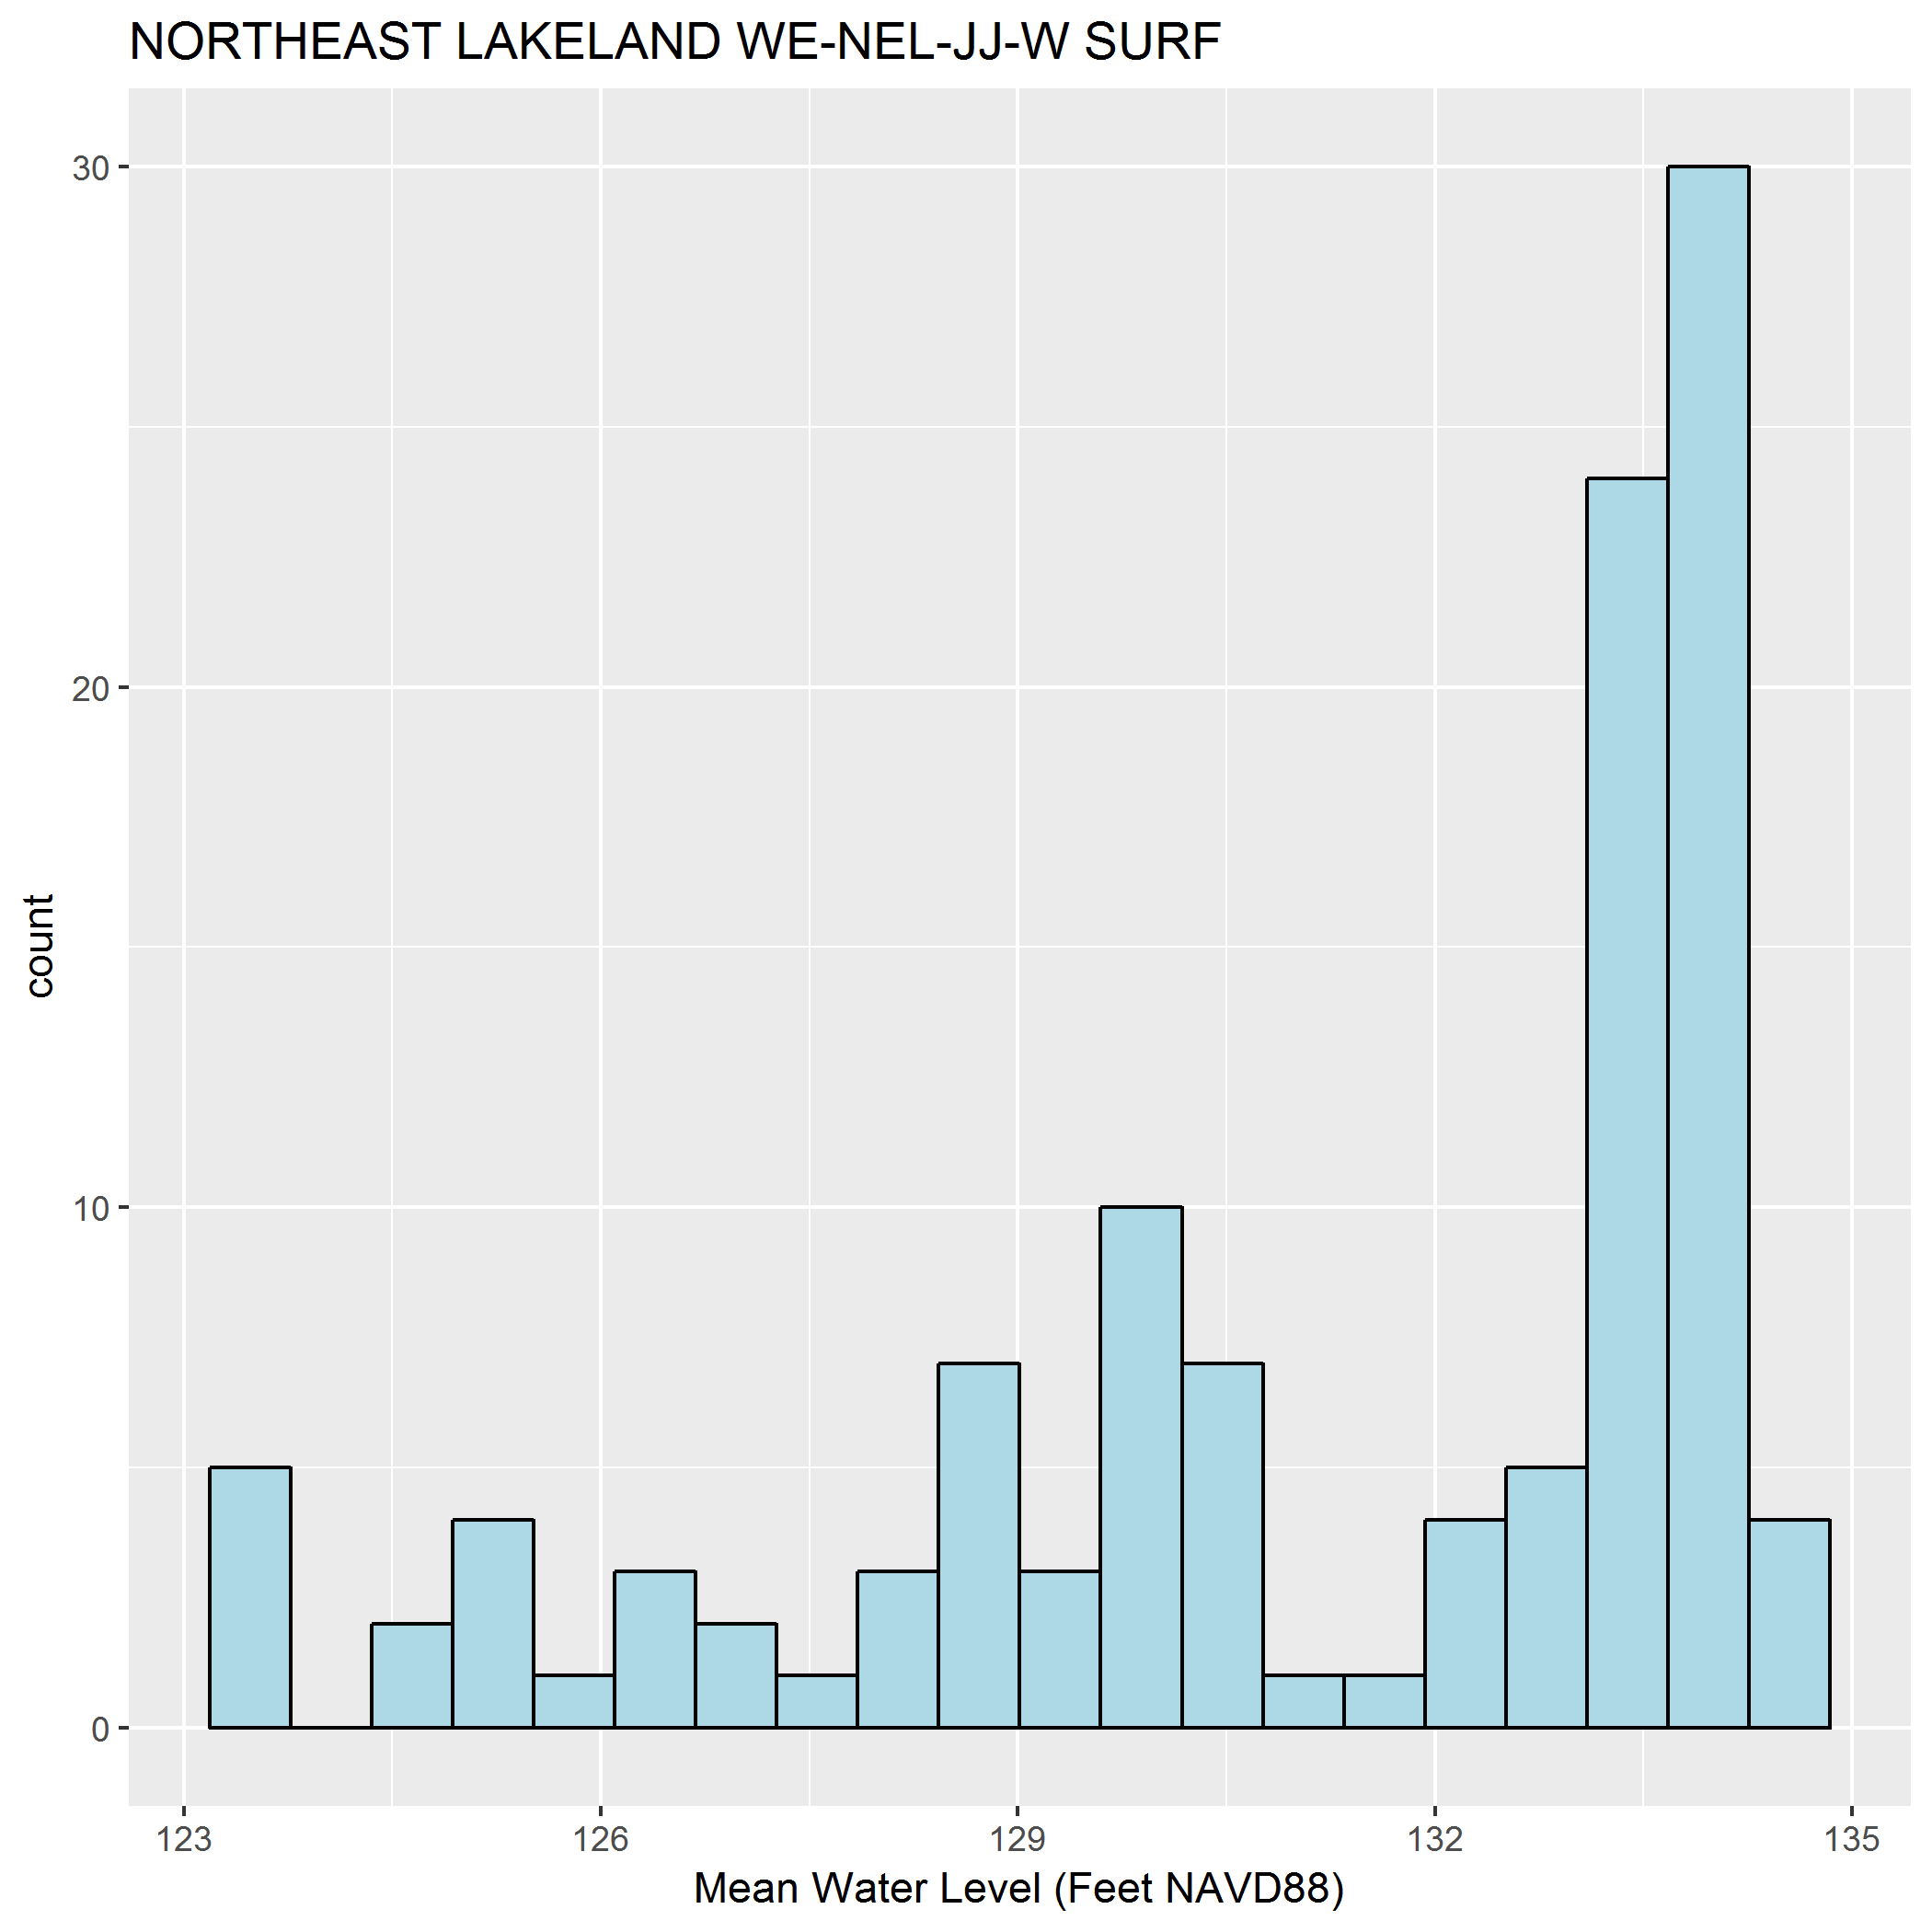 NORTHEAST LAKELAND WE-NEL-JJ-W SURF
30
20
10
0
count
123 126 129 132 135
Mean Water Level (Feet NAVD88)